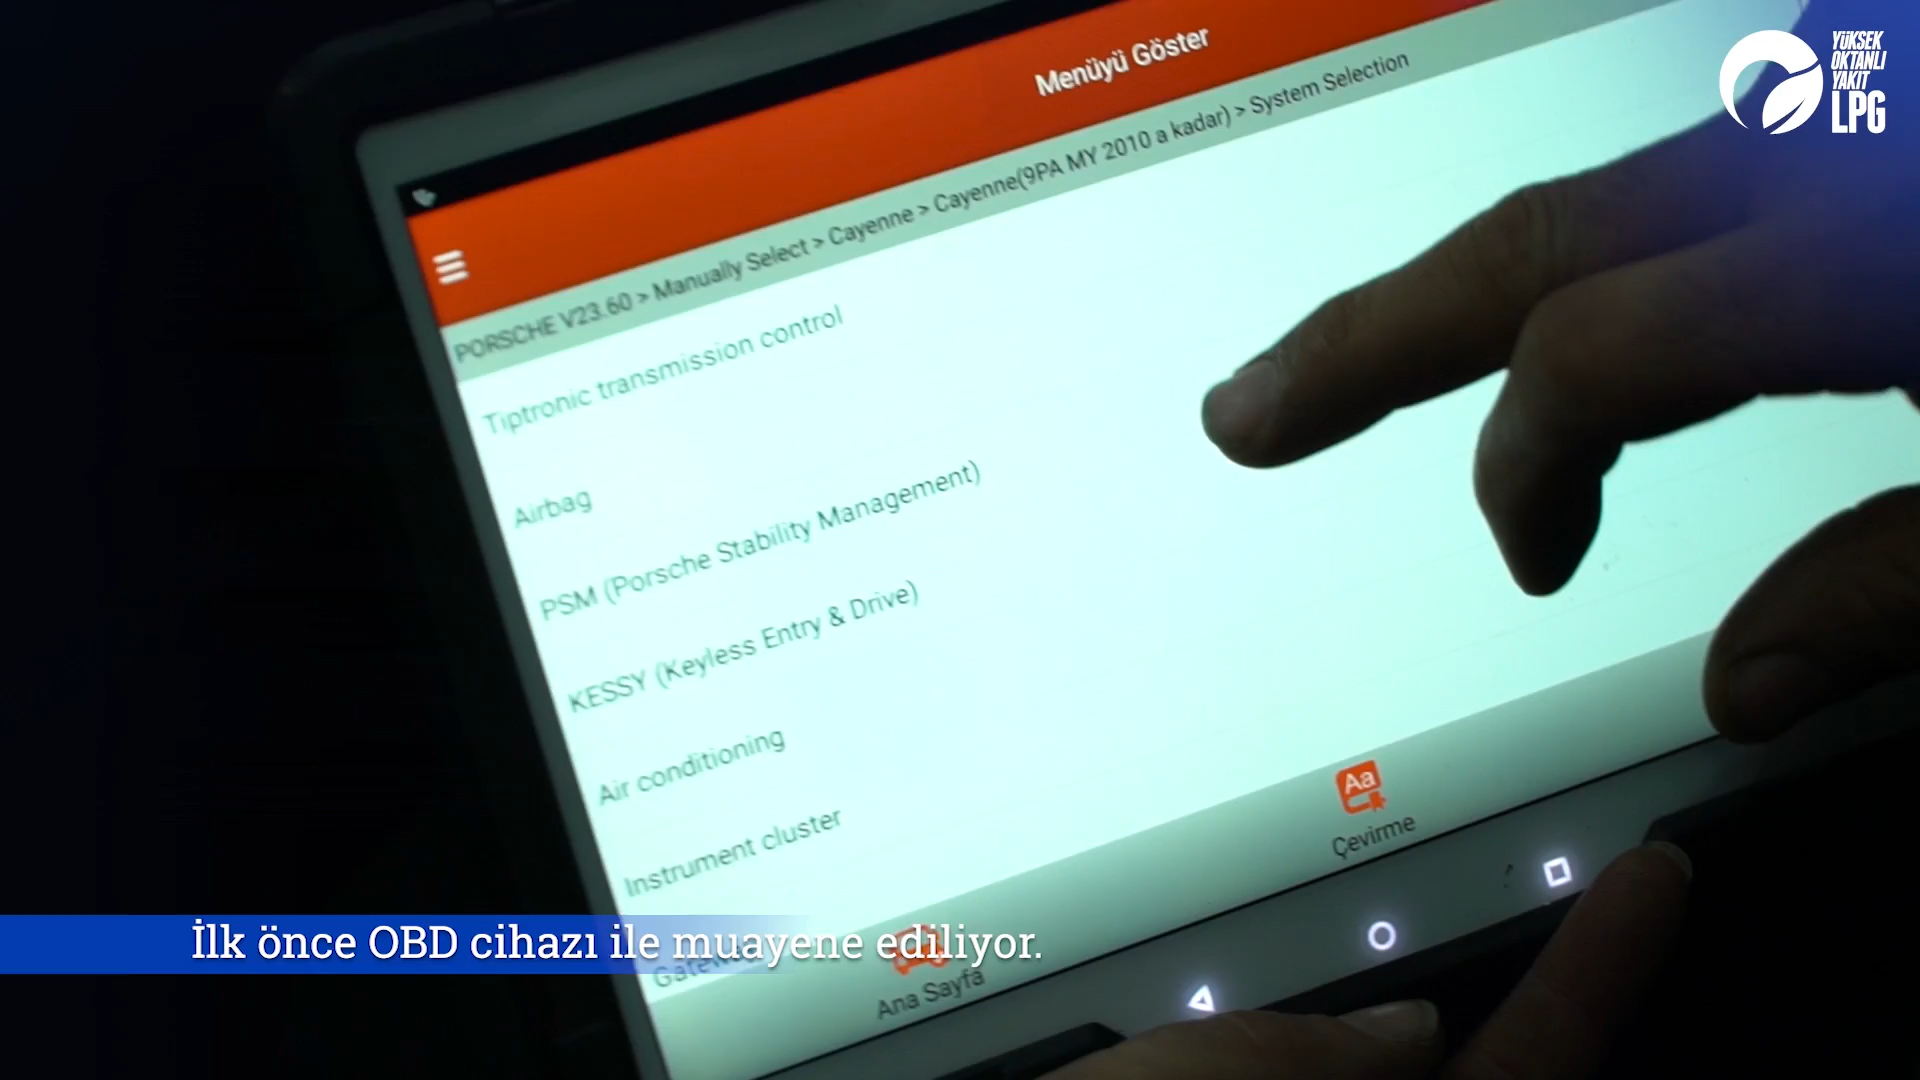 YÜKSEK
OKTANLI
YAKIT
LPG
Menüyü Göster
PORSCHE V23.60 > Manually Select > Cayenne > Cayenne(9PA MY 2010 a kadar) > System Selection
Tiptronic transmission control
Airbag
PSM (Porsche Stability Management)
KESSY (Keyless Entry & Drive)
Air conditioning
Instrument cluster
Aa
Çevirme
Ana Sayfa
İlk önce OBD cihazı ile muayene ediliyor.